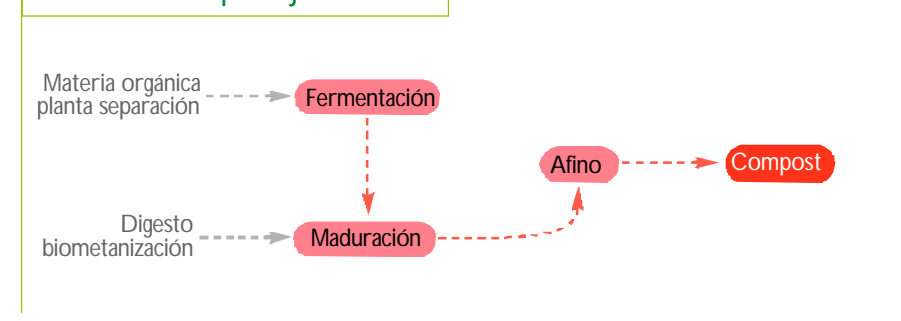 Materia orgánica
planta separación
Fermentación
Afino
Compost
Digesto
biometanización
Maduración